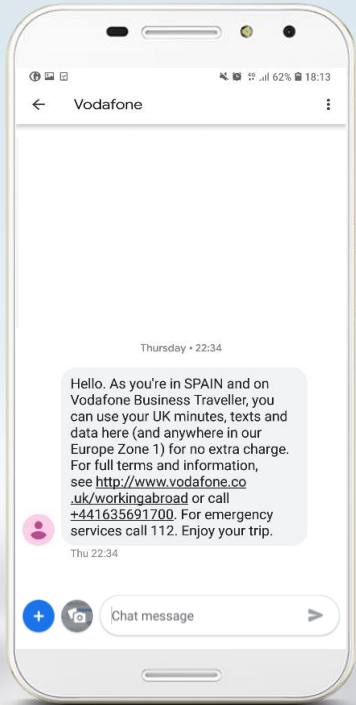 62% 18:13
Vodafone
Thursday • 22:34
Hello. As you're in SPAIN and on
Vodafone Business Traveller, you
can use your UK minutes, texts and
data here (and anywhere in our
Europe Zone 1) for no extra charge.
For full terms and information,
see http://www.vodafone.co
.uk/workingabroad or call
+441635691700. For emergency
services call 112. Enjoy your trip.
Thu 22:34
Chat message